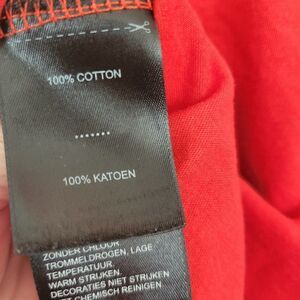 100% COTTON
.......
100% KATOEN
ZONDER CHLOOR.
TROMMELDROGEN, LAGE
TEMPERATUUR.
WARM STRIJKEN.
DECORATIES NIET STRIJKEN
CHEMISCH REINIGEN